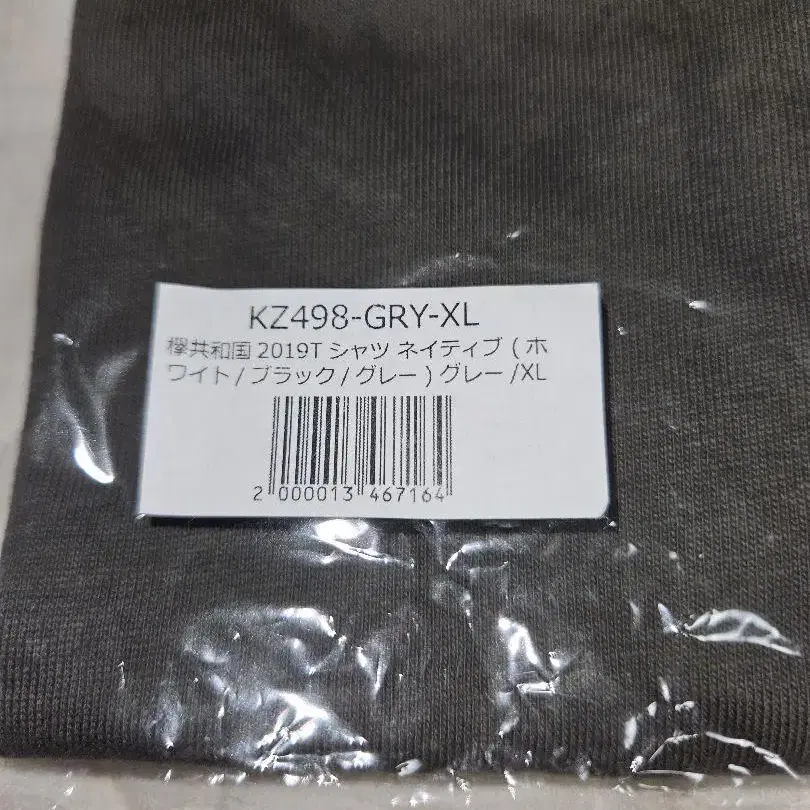 KZ498-GRY-XL
欅共和国 2019T シャツ ネイティブ ( ホ
ワイト / ブラック / グレー ) グレー /XL
2 000013 467164